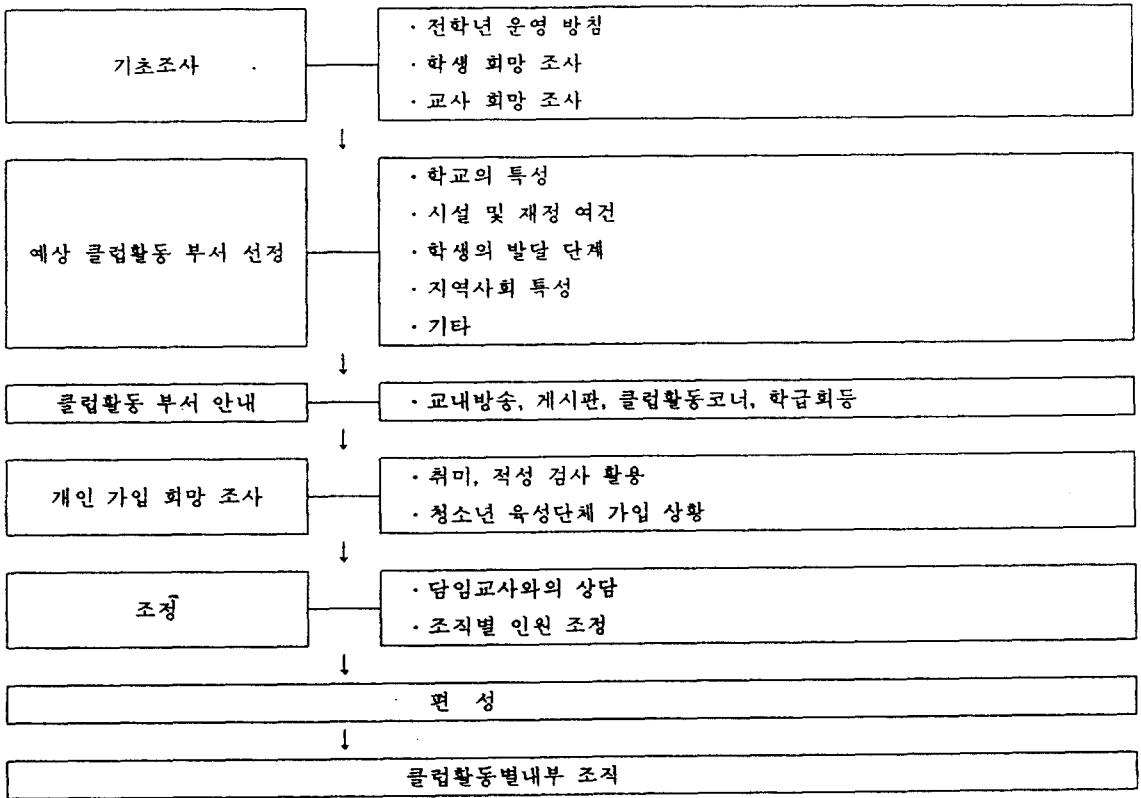 기초조사
· 전학년 운영 방침
· 학생 희망 조사
· 교사 희망 조사
↓
예상 클럽활동 부서 선정
· 학교의 특성
· 시설 및 재정 여건
· 학생의 발달 단계
· 지역사회 특성
· 기타
↓
클럽활동 부서 안내
· 교내방송, 게시판, 클럽활동코너, 학급회등
↓
개인 가입 희망 조사
· 취미, 적성 검사 활용
· 청소년 육성단체 가입 상황
↓
조정
· 담임교사와의 상담
· 조직별 인원 조정
↓
편 성
↓
클럽활동별내부 조직